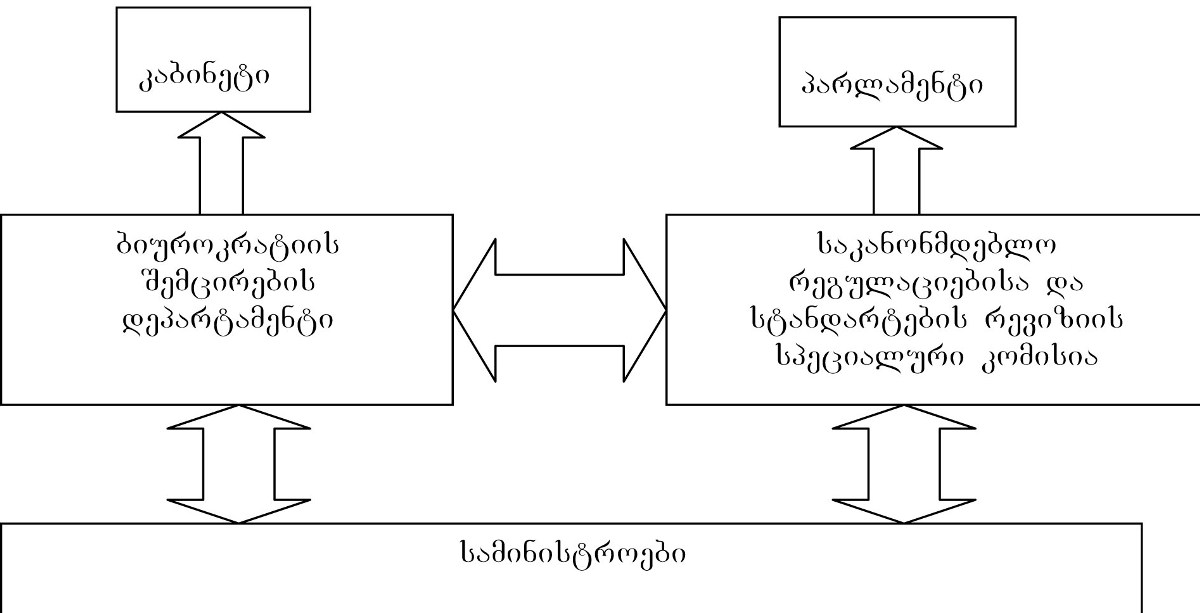 კაბინეტი
პარლამენტი
ბიუროკრატიის
შემცირების
დეპარტამენტი
საკანონმდებლო
რეგულაციებისა და
სტანდარტების რევიზიის
სპეციალური კომისია
სამინისტროები